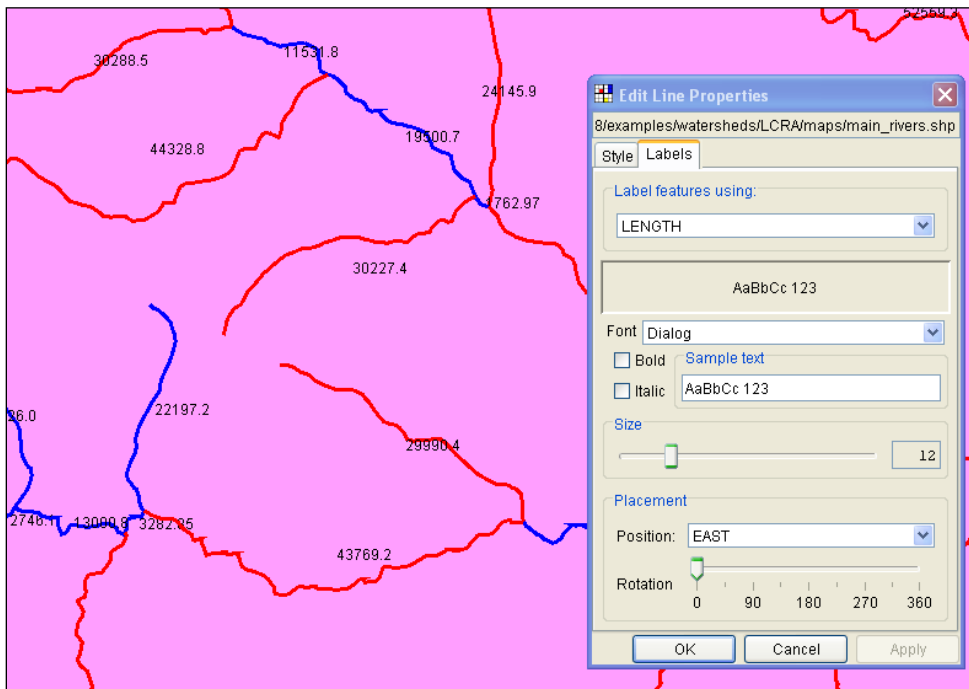 52569.3
30288.5
11531.8
24145.9
19500.7
44328.8
1762.97
30227.4
22197.2
26.0
29990.4
2746.1
3282.85
43769.2
Edit Line Properties
8/examples/watersheds/LCRA/maps/main_rivers.shp
Style Labels
Label features using:
LENGTH
AaBbCc 123
Font Dialog
Bold Sample text
Italic AaBbCc 123
Size
12
Placement
Position: EAST
Rotation
0 90 180 270 360
OK Cancel Apply